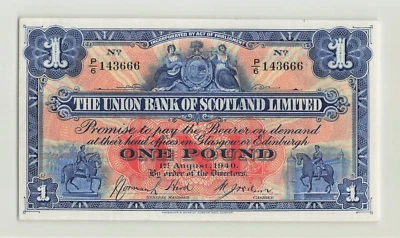 INCORPORATED BY ACT OF PARLIAMENT
1 Nº Nº 1
P/6 143666 P/6 143666
THE UNION BANK OF SCOTLAND LIMITED
Promise to pay the Bearer on demand
at their head offices in Glasgow or Edinburgh
ONE POUND
1st August, 1940.
By order of the Directors.
1 1